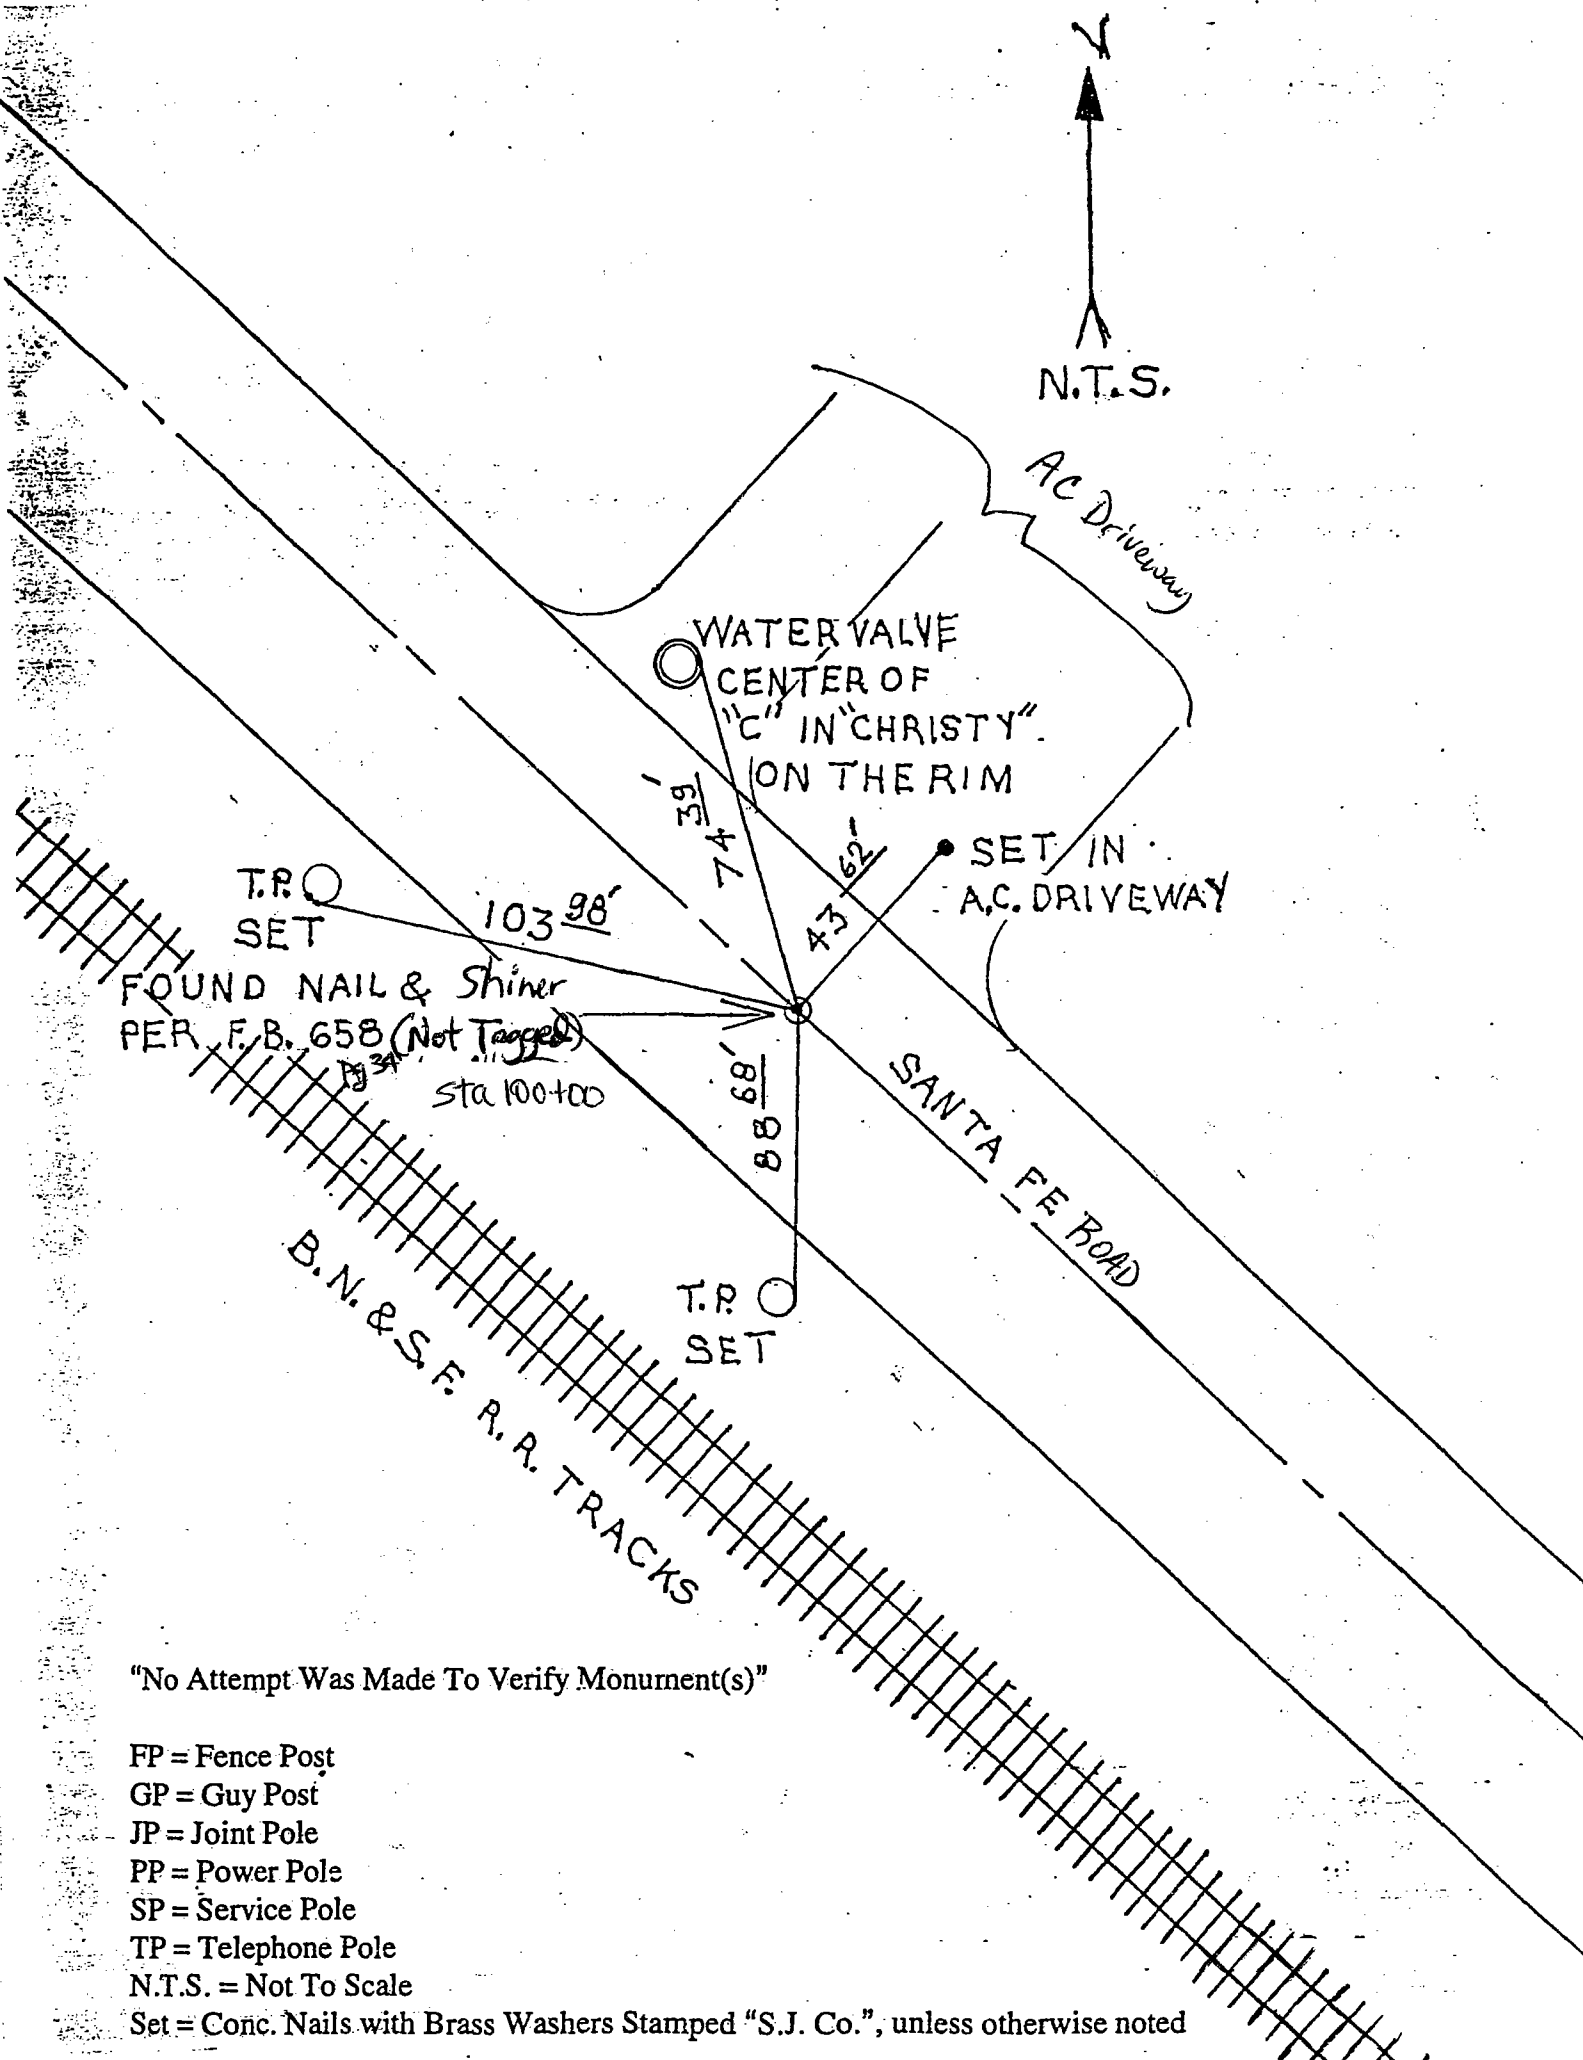 N.T.S.
AC Driveway
WATER VALVE
CENTER OF
"C" IN "CHRISTY"
ON THE RIM
74 39'
43 62'
SET IN
A.C. DRIVEWAY
T.P.
SET
103 98'
FOUND NAIL & Shiner
PER F.B. 658 (Not Tagged)
Pg 34
Sta 100+00
88 68'
SANTA FE ROAD
T.P.
SET
B.N. & S.F. R.R. TRACKS
"No Attempt Was Made To Verify Monument(s)"
FP = Fence Post
GP = Guy Post
JP = Joint Pole
PP = Power Pole
SP = Service Pole
TP = Telephone Pole
N.T.S. = Not To Scale
Set = Conc. Nails with Brass Washers Stamped "S.J. Co.", unless otherwise noted